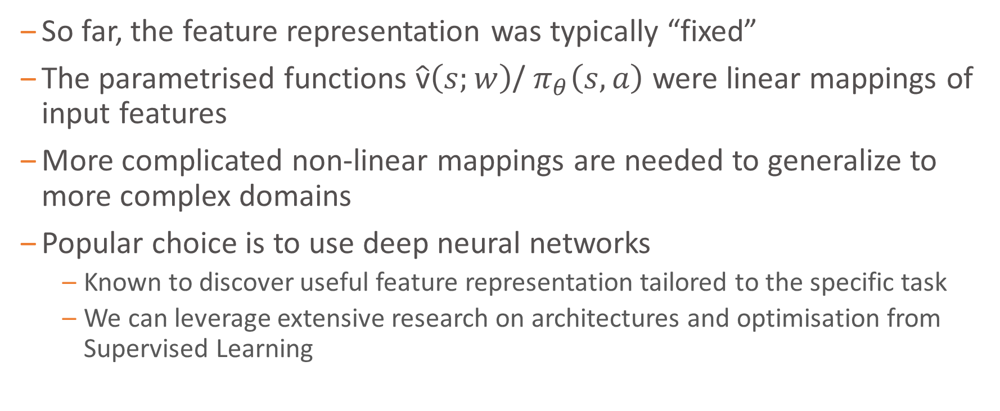 – So far, the feature representation was typically “fixed”
– The parametrised functions v̂(s; w)/ π_θ (s, a) were linear mappings of
input features
– More complicated non-linear mappings are needed to generalize to
more complex domains
– Popular choice is to use deep neural networks
– Known to discover useful feature representation tailored to the specific task
– We can leverage extensive research on architectures and optimisation from
Supervised Learning